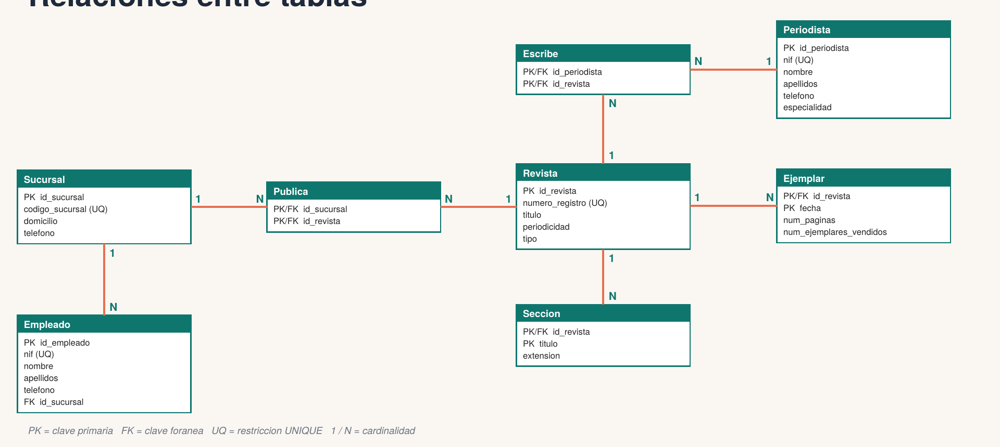 Relaciones entre tablas
Periodista
PK id_periodista
nif (UQ)
nombre
apellidos
telefono
especialidad
Escribe
PK/FK id_periodista
PK/FK id_revista
N
1
N
1
Sucursal
PK id_sucursal
codigo_sucursal (UQ)
domicilio
telefono
1
N
Publica
PK/FK id_sucursal
PK/FK id_revista
N
1
Revista
PK id_revista
numero_registro (UQ)
titulo
periodicidad
tipo
1
N
Ejemplar
PK/FK id_revista
PK fecha
num_paginas
num_ejemplares_vendidos
1
N
1
N
Seccion
PK/FK id_revista
PK titulo
extension
Empleado
PK id_empleado
nif (UQ)
nombre
apellidos
telefono
FK id_sucursal
PK = clave primaria FK = clave foranea UQ = restriccion UNIQUE 1 / N = cardinalidad